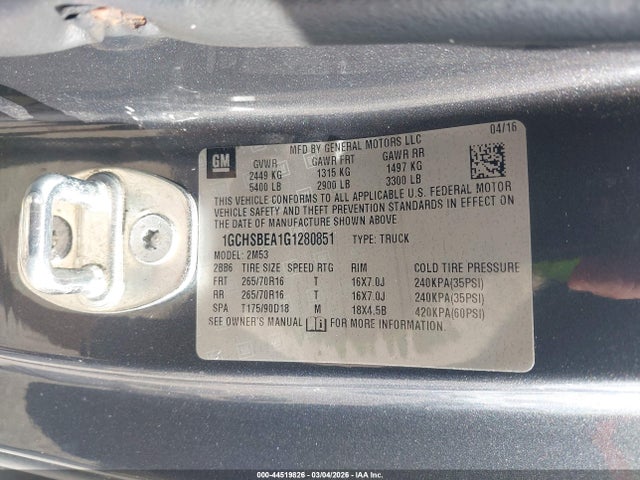 04/16
GM
MFD BY GENERAL MOTORS LLC
GVWR GAWR FRT GAWR RR
2449 KG 1315 KG 1497 KG
5400 LB 2900 LB 3300 LB
THIS VEHICLE CONFORMS TO ALL APPLICABLE U.S. FEDERAL MOTOR
VEHICLE SAFETY AND THEFT PREVENTION STANDARDS IN EFFECT ON
THE DATE OF MANUFACTURE SHOWN ABOVE.
1GCHSBEA1G1280851 TYPE: TRUCK
MODEL: 2M53
2BB6 TIRE SIZE SPEED RTG RIM COLD TIRE PRESSURE
FRT 265/70R16 T 16X7.0J 240KPA(35PSI)
RR 265/70R16 T 16X7.0J 240KPA(35PSI)
SPA T175/90D18 M 18X4.5B 420KPA(60PSI)
SEE OWNER'S MANUAL FOR MORE INFORMATION.
000-44519826 - 03/04/2026 - IAA Inc.